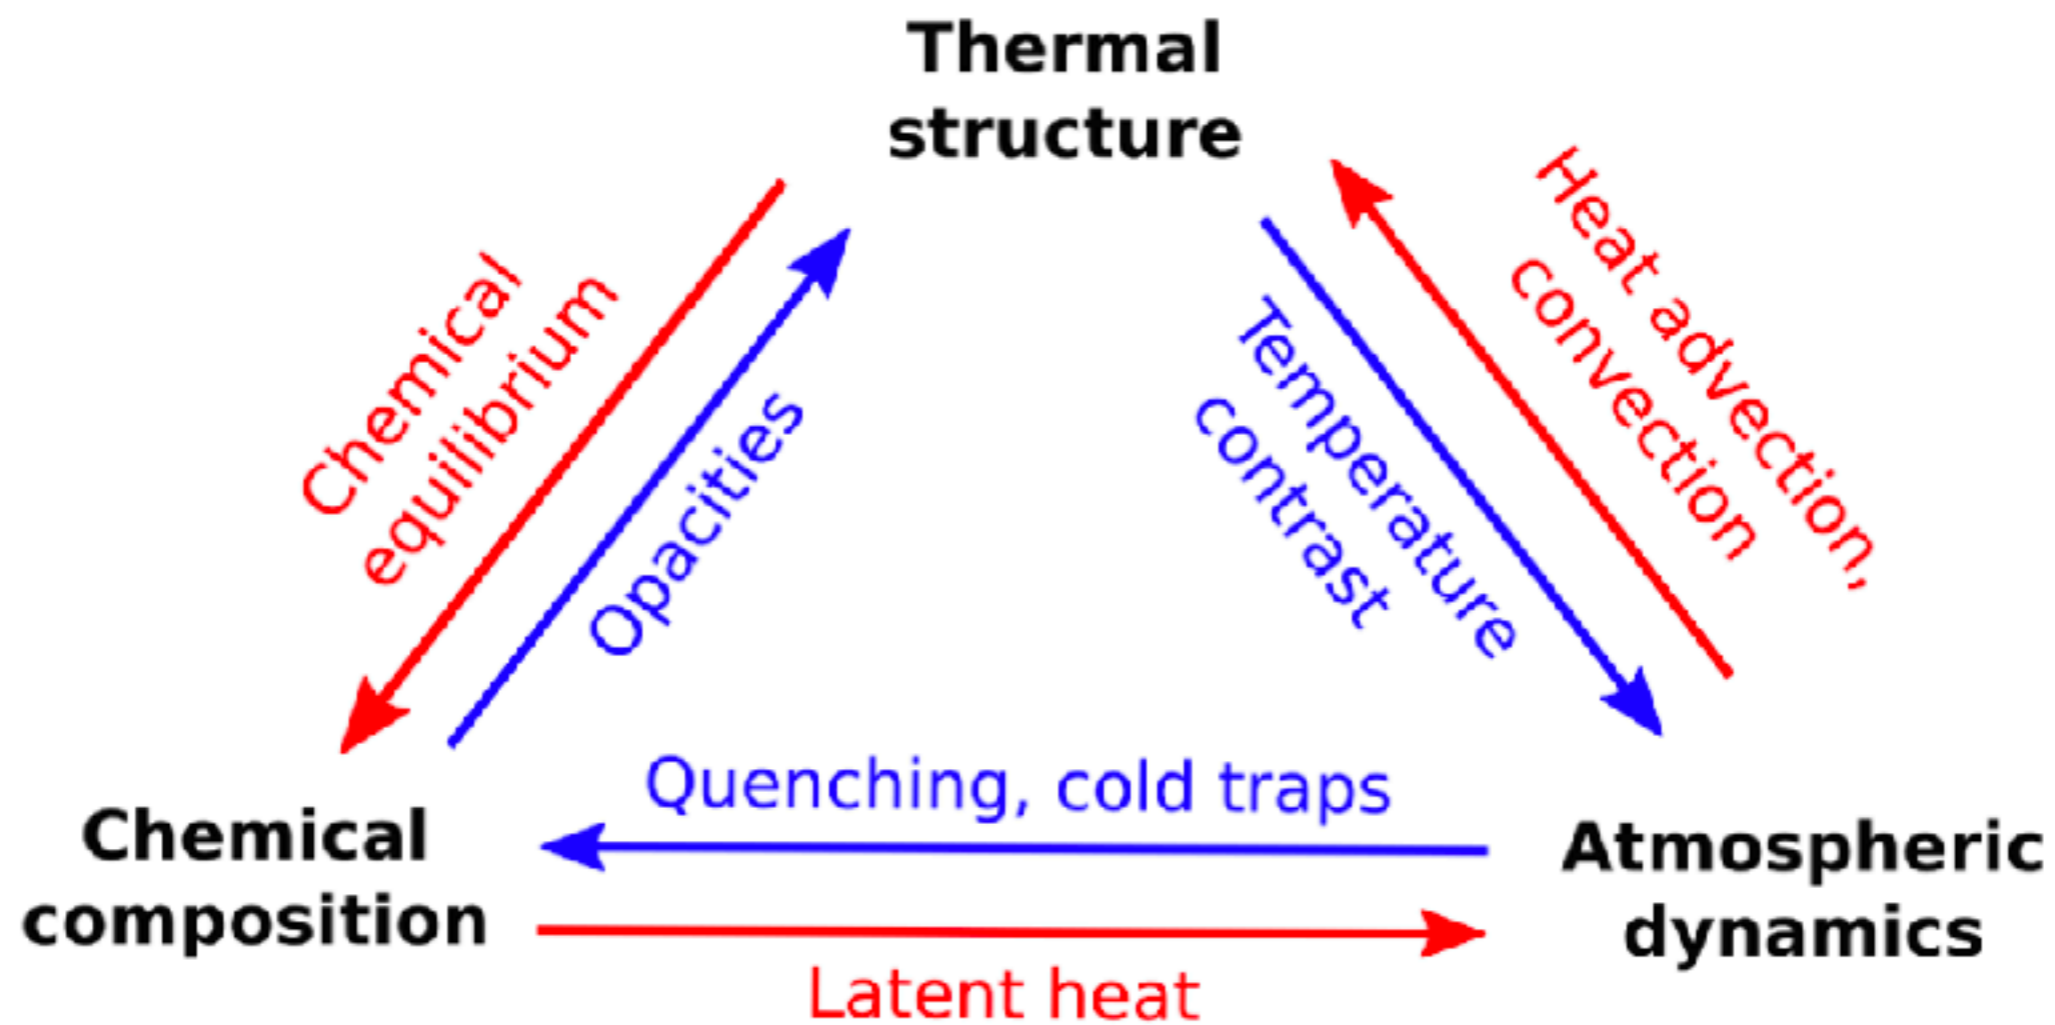 Thermal
structure
Chemical
equilibrium
Opacities
Temperature
contrast
Heat advection,
convection
Quenching, cold traps
Chemical
composition
Atmospheric
dynamics
Latent heat